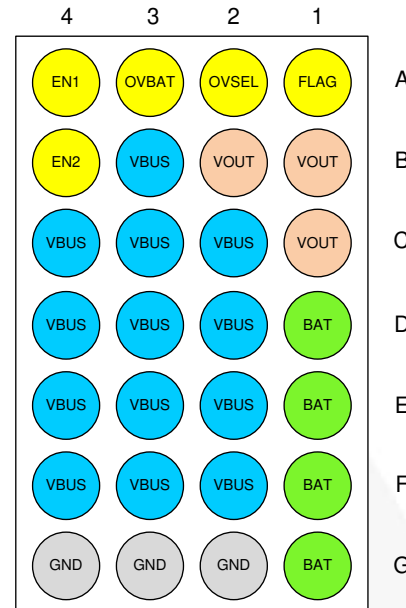 4 3 2 1
EN1 OVBAT OVSEL FLAG A
EN2 VBUS VOUT VOUT B
VBUS VBUS VBUS VOUT C
VBUS VBUS VBUS BAT D
VBUS VBUS VBUS BAT E
VBUS VBUS VBUS BAT F
GND GND GND BAT G